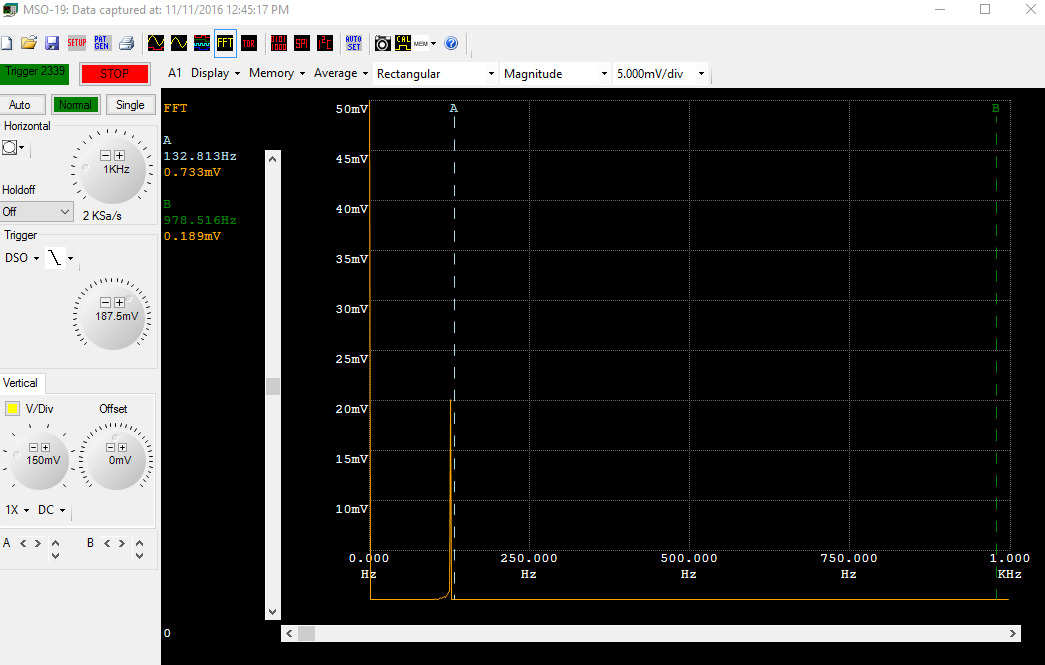 MSO-19: Data captured at: 11/11/2016 12:45:17 PM
SETUP PAT GEN FFT TDR SPI I²C AUTO SET CAL MEM ?
Trigger 2339 STOP A1 Display Memory Average Rectangular Magnitude 5.000mV/div
Auto Normal Single
Horizontal
1KHz
Holdoff
Off 2 KSa/s
Trigger
DSO
187.5mV
Vertical
V/Div Offset
150mV 0mV
1X DC
A B
FFT
A
132.813Hz
0.733mV
B
978.516Hz
0.189mV
0
A B
50mV
45mV
40mV
35mV
30mV
25mV
20mV
15mV
10mV
0.000 250.000 500.000 750.000 1.000
Hz Hz Hz Hz KHz